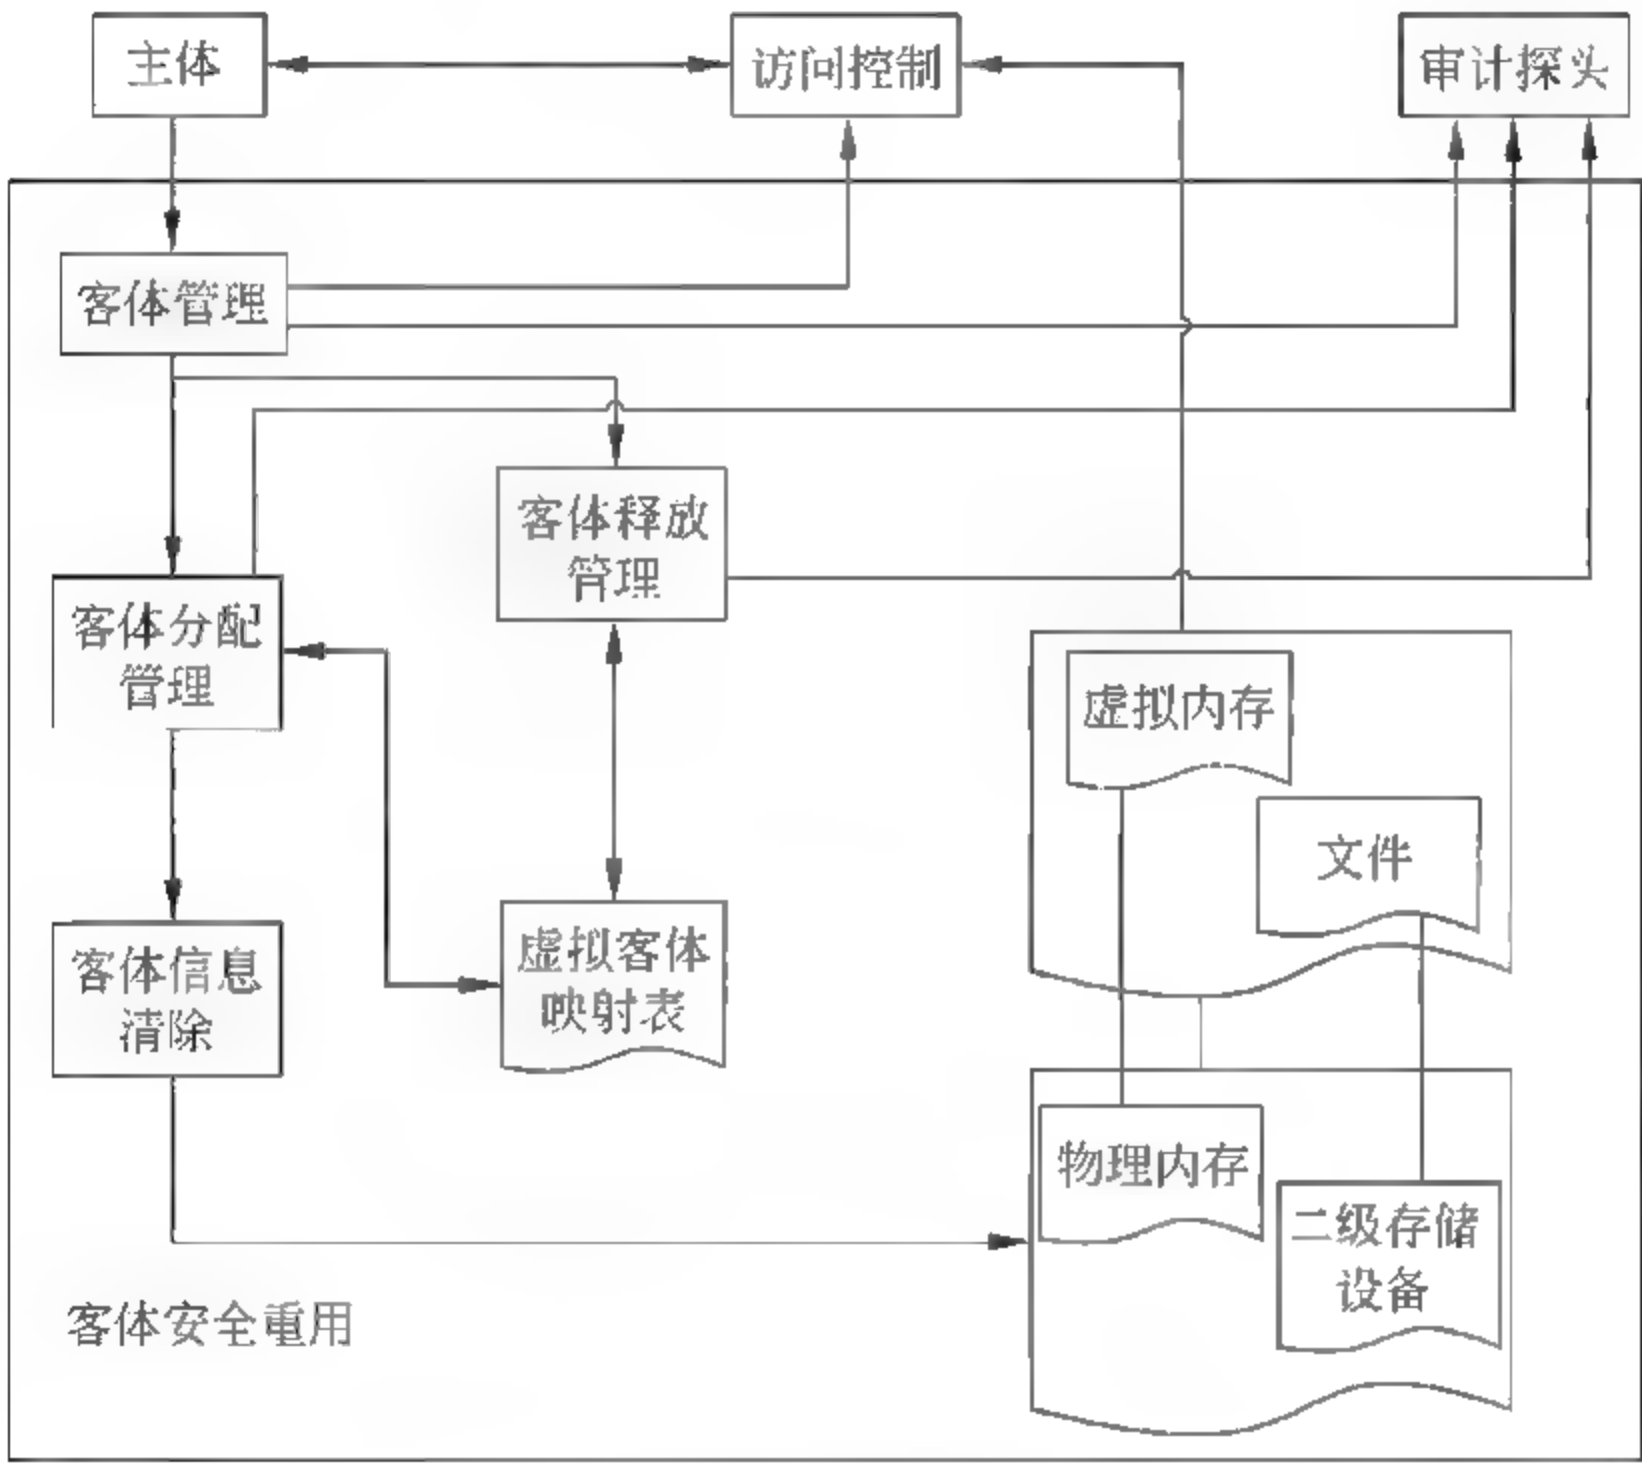 主体
访问控制
审计探头
客体管理
客体释放
管理
客体分配
管理
虚拟内存
文件
客体信息
清除
虚拟客体
映射表
物理内存
二级存储
设备
客体安全重用